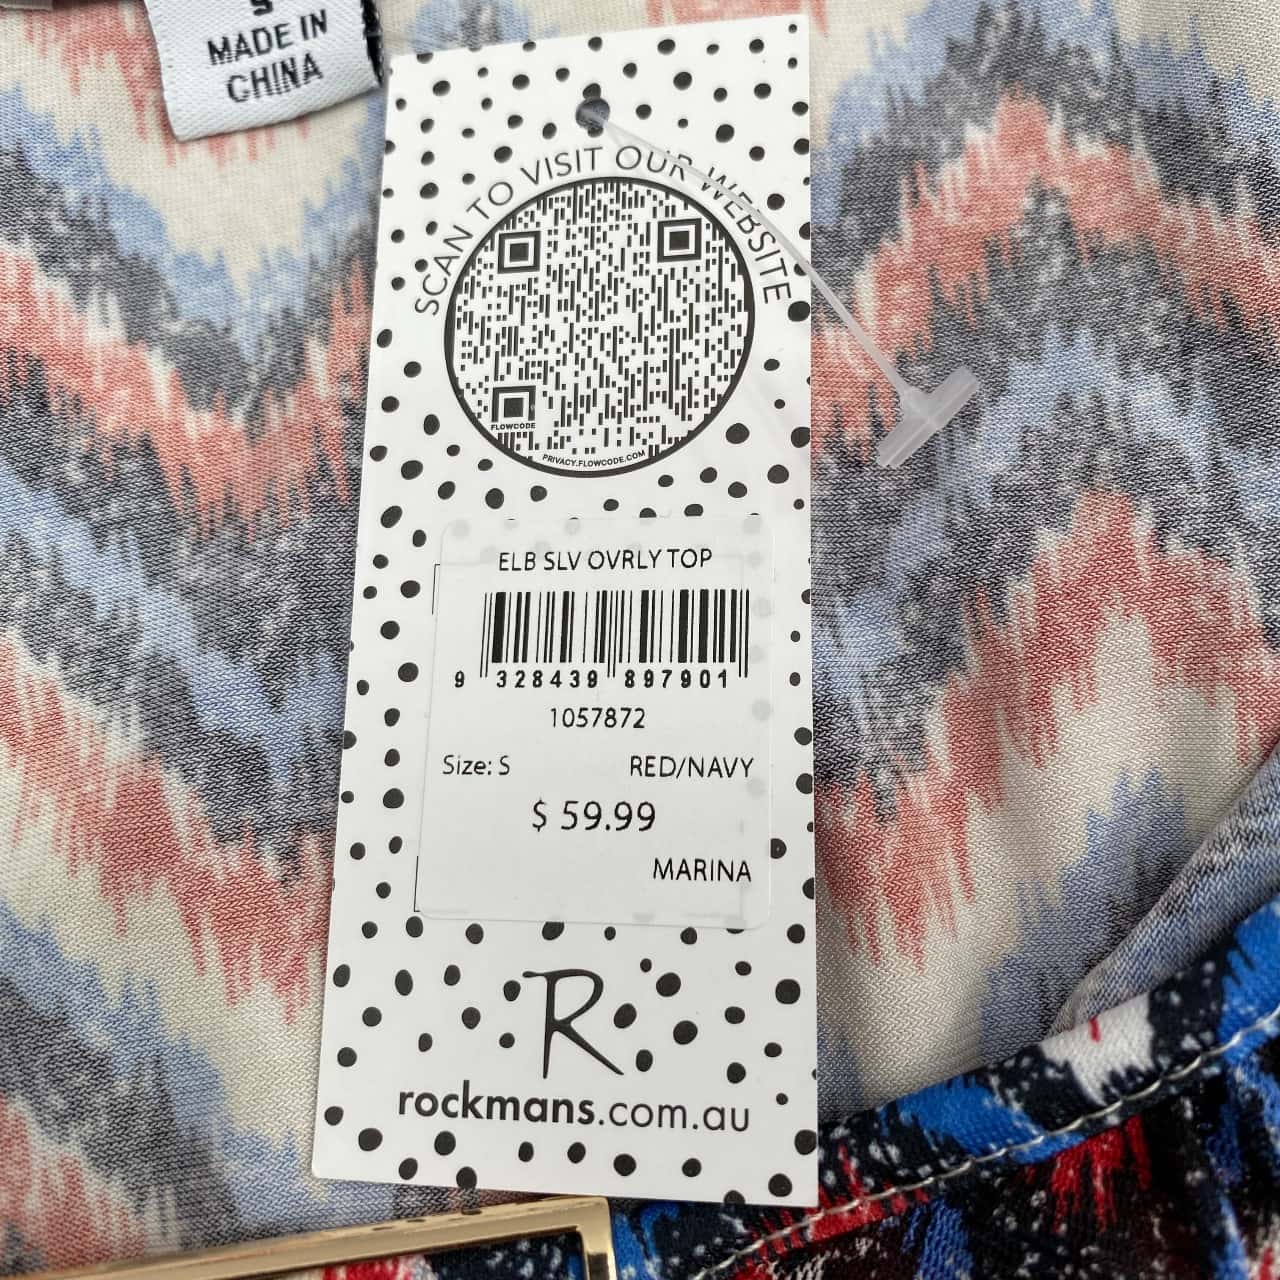 S
MADE IN
CHINA
SCAN TO VISIT OUR WEBSITE
FLOWCODE
PRIVACY.FLOWCODE.COM
ELB SLV OVRLY TOP
9 328439 897901
1057872
Size: S RED/NAVY
$ 59.99
MARINA
R
rockmans.com.au